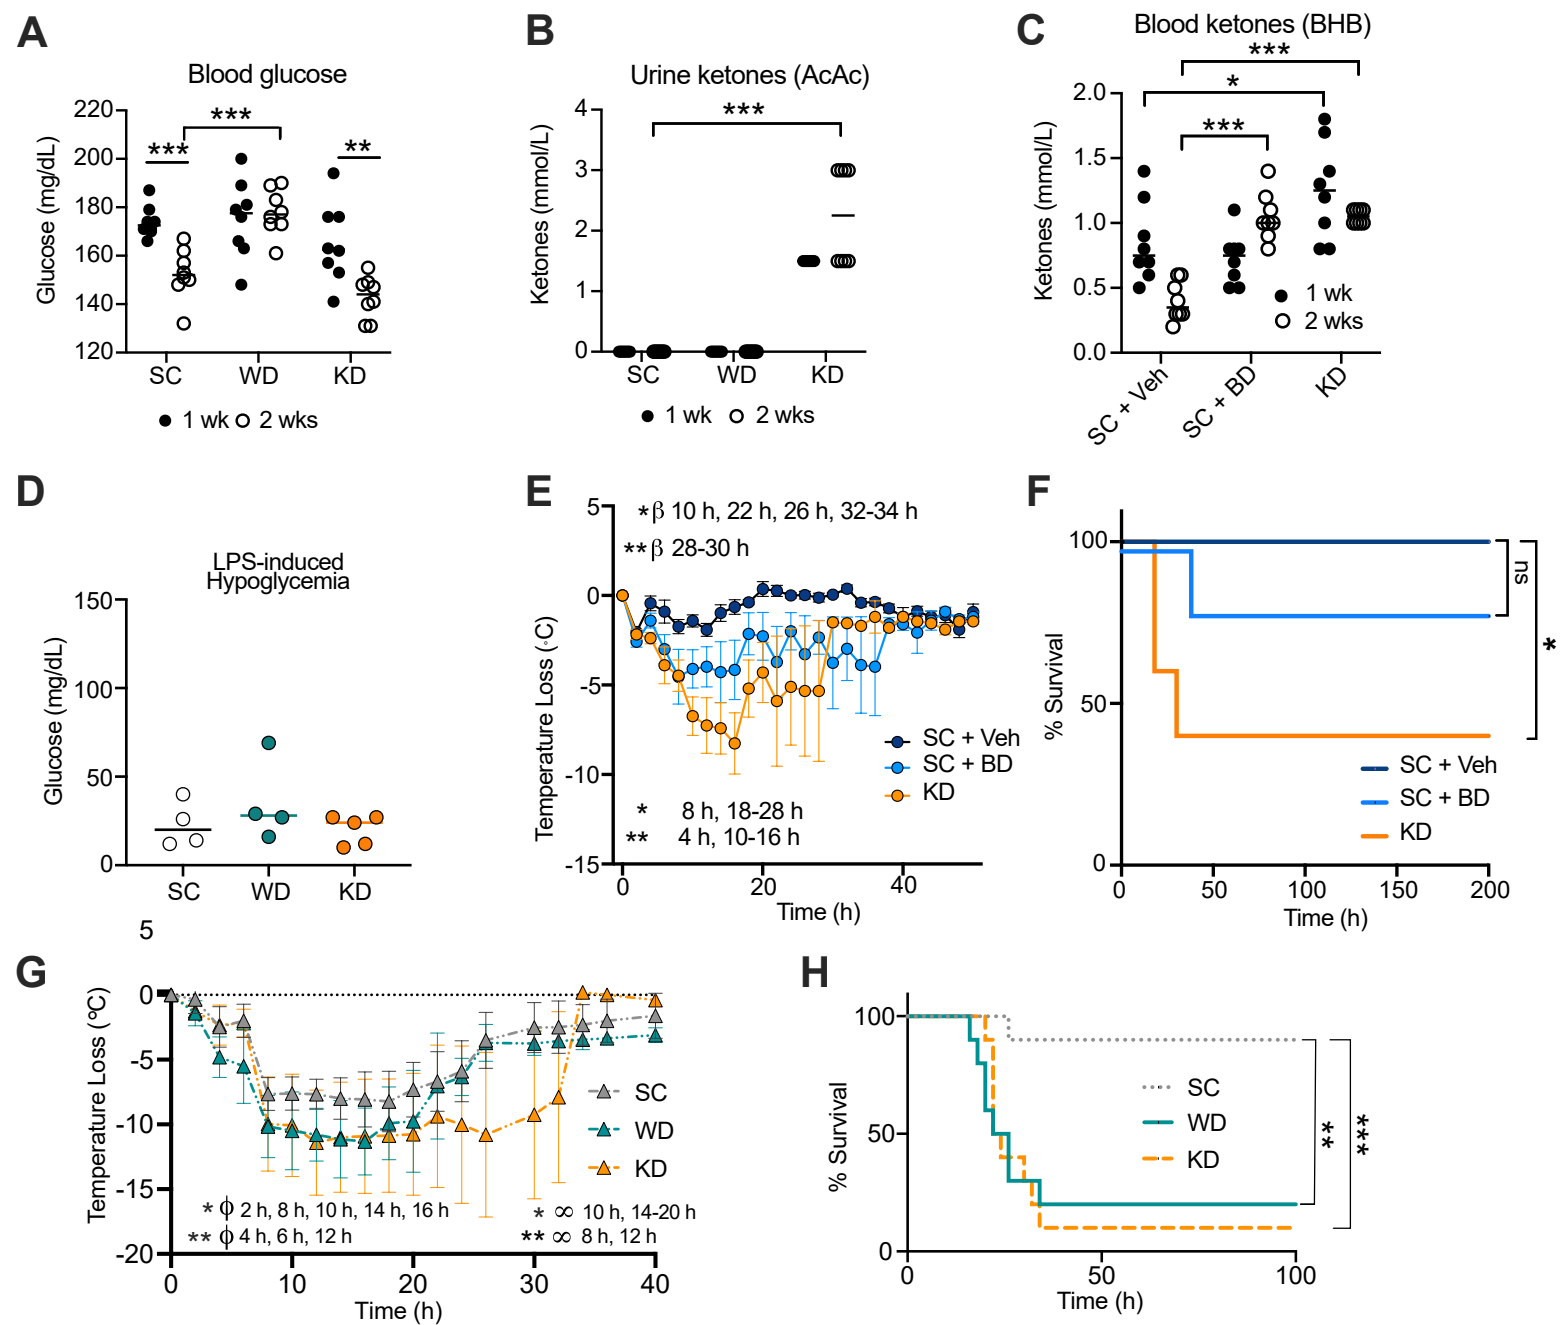 A
Blood glucose
Glucose (mg/dL)
220
200
180
160
140
120
***
***
**
SC
WD
KD
1 wk
2 wks
B
Urine ketones (AcAc)
Ketones (mmol/L)
4
3
2
1
0
***
SC
WD
KD
1 wk
2 wks
C
Blood ketones (BHB)
Ketones (mmol/L)
2.0
1.5
1.0
0.5
0.0
***
*
***
1 wk
2 wks
SC + Veh
SC + BD
KD
D
LPS-induced
Hypoglycemia
Glucose (mg/dL)
150
100
50
0
SC
WD
KD
E
Temperature Loss (◦C)
5
0
-5
-10
-15
*β 10 h, 22 h, 26 h, 32-34 h
**β 28-30 h
SC + Veh
SC + BD
KD
* 8 h, 18-28 h
** 4 h, 10-16 h
0
20
40
Time (h)
F
% Survival
100
50
0
ns
*
SC + Veh
SC + BD
KD
0
50
100
150
200
Time (h)
5
G
Temperature Loss (°C)
0
-5
-10
-15
-20
SC
WD
KD
* ϕ 2 h, 8 h, 10 h, 14 h, 16 h
** ϕ 4 h, 6 h, 12 h
* ∞ 10 h, 14-20 h
** ∞ 8 h, 12 h
0
10
20
30
40
Time (h)
H
% Survival
100
50
0
SC
WD
KD
**
***
0
50
100
Time (h)